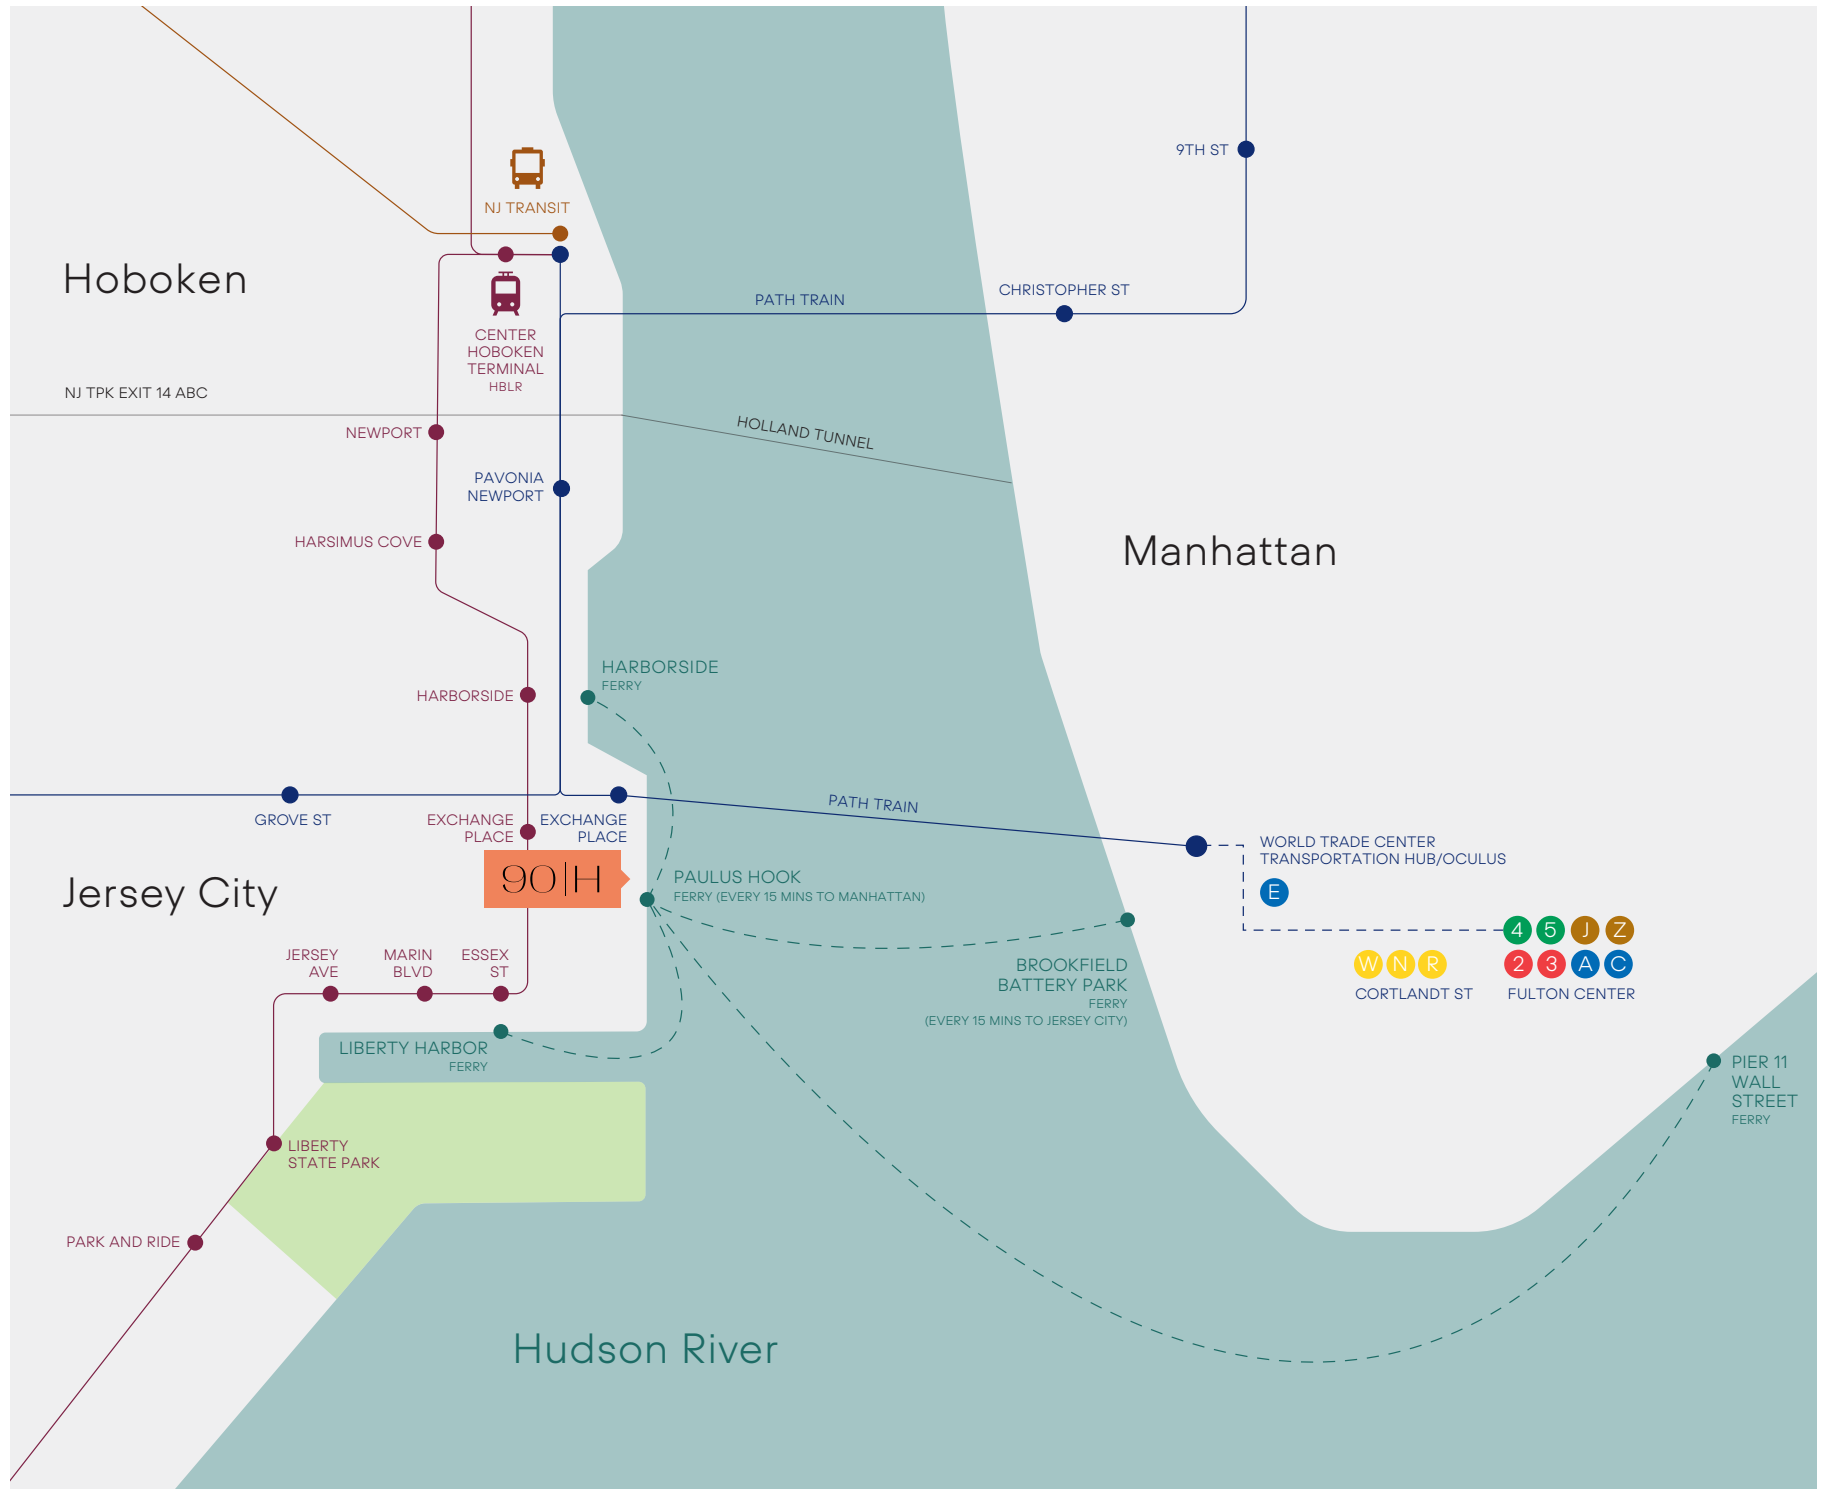 9TH ST
NJ TRANSIT
Hoboken
CHRISTOPHER ST
PATH TRAIN
CENTER
HOBOKEN
TERMINAL
HBLR
NJ TPK EXIT 14 ABC
HOLLAND TUNNEL
NEWPORT
PAVONIA
NEWPORT
HARSIMUS COVE
Manhattan
HARBORSIDE
FERRY
HARBORSIDE
PATH TRAIN
GROVE ST
EXCHANGE
PLACE
EXCHANGE
PLACE
WORLD TRADE CENTER
TRANSPORTATION HUB/OCULUS
E
90|H
Jersey City
PAULUS HOOK
FERRY (EVERY 15 MINS TO MANHATTAN)
4 5 J Z
W N R
2 3 A C
CORTLANDT ST
FULTON CENTER
JERSEY
AVE
MARIN
BLVD
ESSEX
ST
BROOKFIELD
BATTERY PARK
FERRY
(EVERY 15 MINS TO JERSEY CITY)
LIBERTY HARBOR
FERRY
PIER 11
WALL
STREET
FERRY
LIBERTY
STATE PARK
PARK AND RIDE
Hudson River